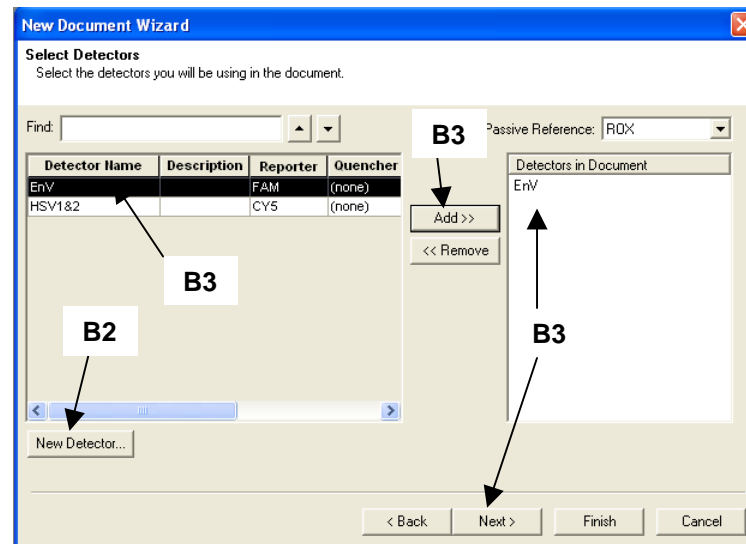 New Document Wizard
Select Detectors
Select the detectors you will be using in the document.
Find:
B3
Passive Reference: ROX
Detector Name Description Reporter Quencher
EnV FAM (none)
HSV1&2 CY5 (none)
Add >>
<< Remove
Detectors in Document
EnV
B3
B2
B3
New Detector...
< Back Next > Finish Cancel